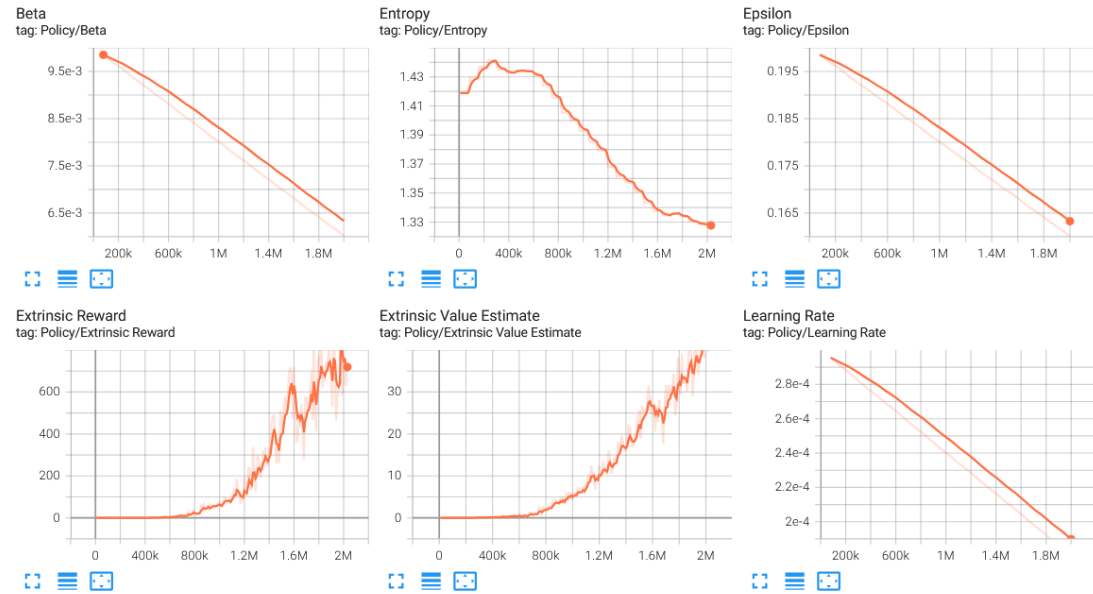 Beta
tag: Policy/Beta
9.5e-3
8.5e-3
7.5e-3
6.5e-3
200k 600k 1M 1.4M 1.8M
Entropy
tag: Policy/Entropy
1.43
1.41
1.39
1.37
1.35
1.33
0 400k 800k 1.2M 1.6M 2M
Epsilon
tag: Policy/Epsilon
0.195
0.185
0.175
0.165
200k 600k 1M 1.4M 1.8M
Extrinsic Reward
tag: Policy/Extrinsic Reward
600
400
200
0
0 400k 800k 1.2M 1.6M 2M
Extrinsic Value Estimate
tag: Policy/Extrinsic Value Estimate
30
20
10
0
0 400k 800k 1.2M 1.6M 2M
Learning Rate
tag: Policy/Learning Rate
2.8e-4
2.6e-4
2.4e-4
2.2e-4
2e-4
200k 600k 1M 1.4M 1.8M